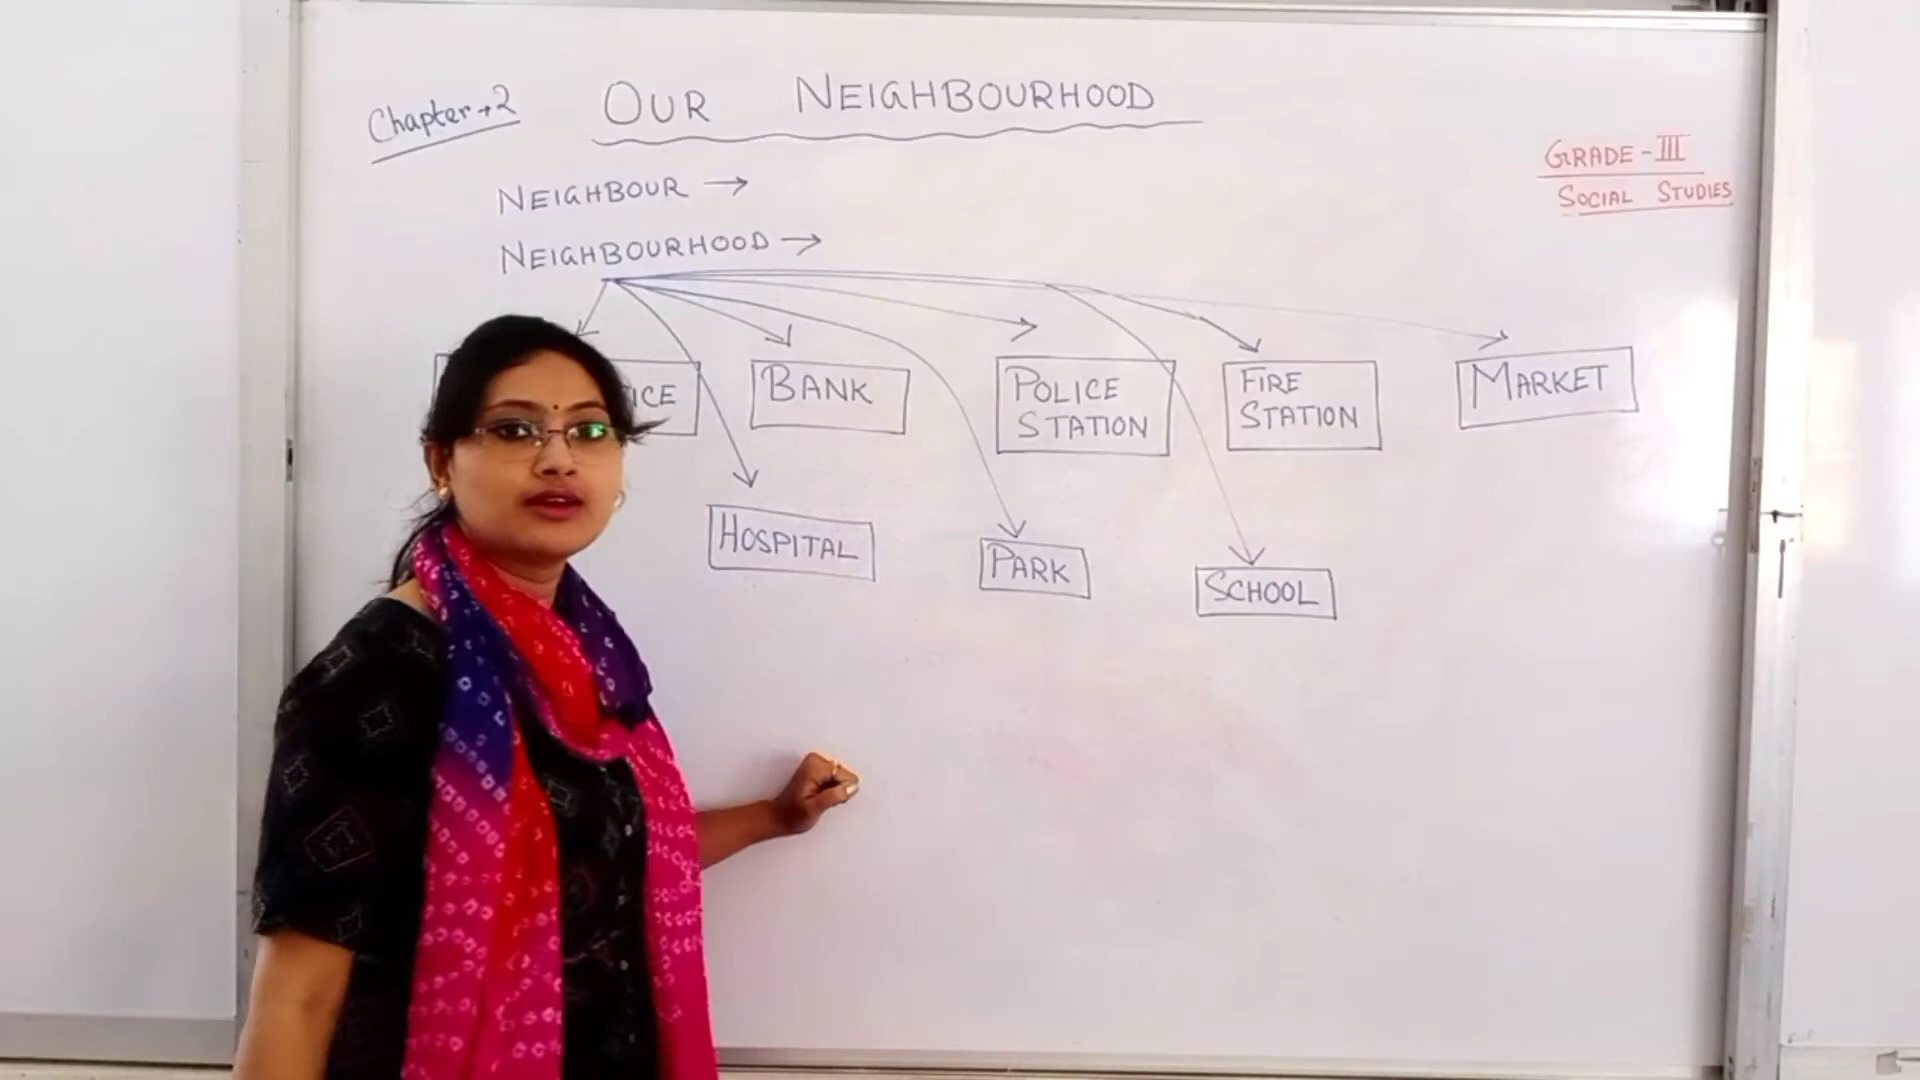 Chapter → 2
OUR NEIGHBOURHOOD
GRADE - III
SOCIAL STUDIES
NEIGHBOUR →
NEIGHBOURHOOD →
BANK
POLICE
STATION
FIRE
STATION
MARKET
HOSPITAL
PARK
SCHOOL